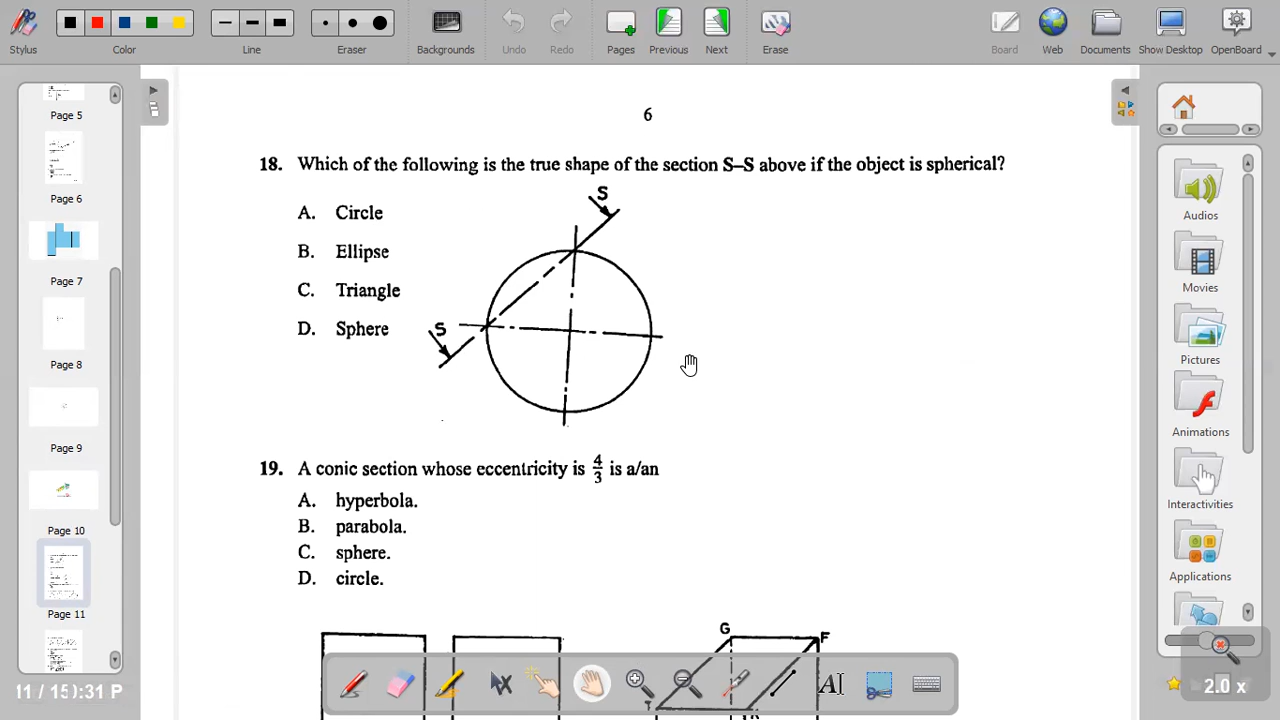 Stylus
Color
Line
Eraser
Backgrounds
Undo
Redo
Pages
Previous
Next
Erase
Board
Web
Documents
Show Desktop
OpenBoard
Page 5
Page 6
Page 7
Page 8
Page 9
Page 10
Page 11
6
18. Which of the following is the true shape of the section S–S above if the object is spherical?
A. Circle
B. Ellipse
C. Triangle
D. Sphere
S
S
19. A conic section whose eccentricity is 4/3 is a/an
A. hyperbola.
B. parabola.
C. sphere.
D. circle.
G
F
T
Audios
Movies
Pictures
Animations
Interactivities
Applications
2.0 x